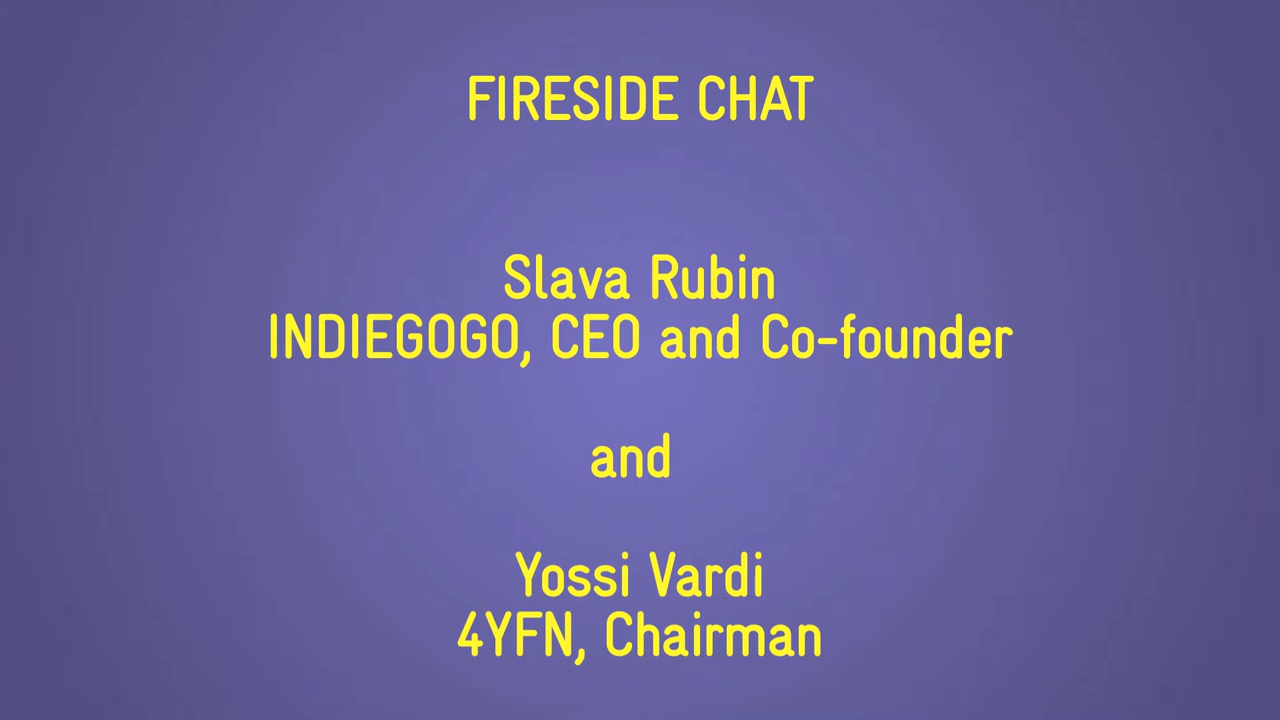 FIRESIDE CHAT
Slava Rubin
INDIEGOGO, CEO and Co-founder
and
Yossi Vardi
4YFN, Chairman